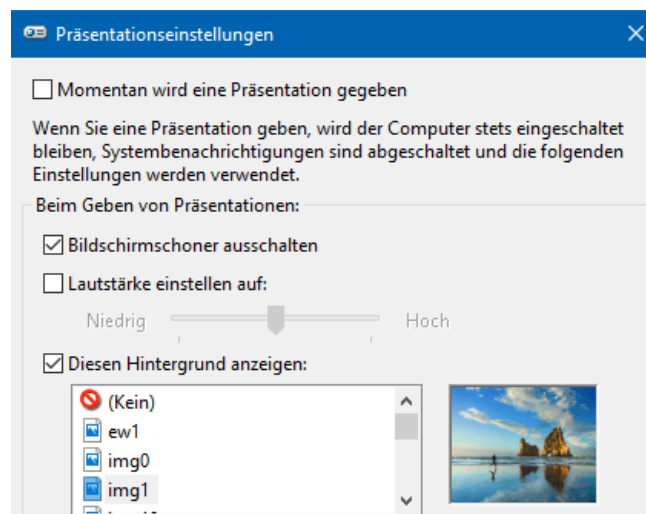 Präsentationseinstellungen
Momentan wird eine Präsentation gegeben
Wenn Sie eine Präsentation geben, wird der Computer stets eingeschaltet
bleiben, Systembenachrichtigungen sind abgeschaltet und die folgenden
Einstellungen werden verwendet.
Beim Geben von Präsentationen:
Bildschirmschoner ausschalten
Lautstärke einstellen auf:
Niedrig Hoch
Diesen Hintergrund anzeigen:
(Kein)
ew1
img0
img1